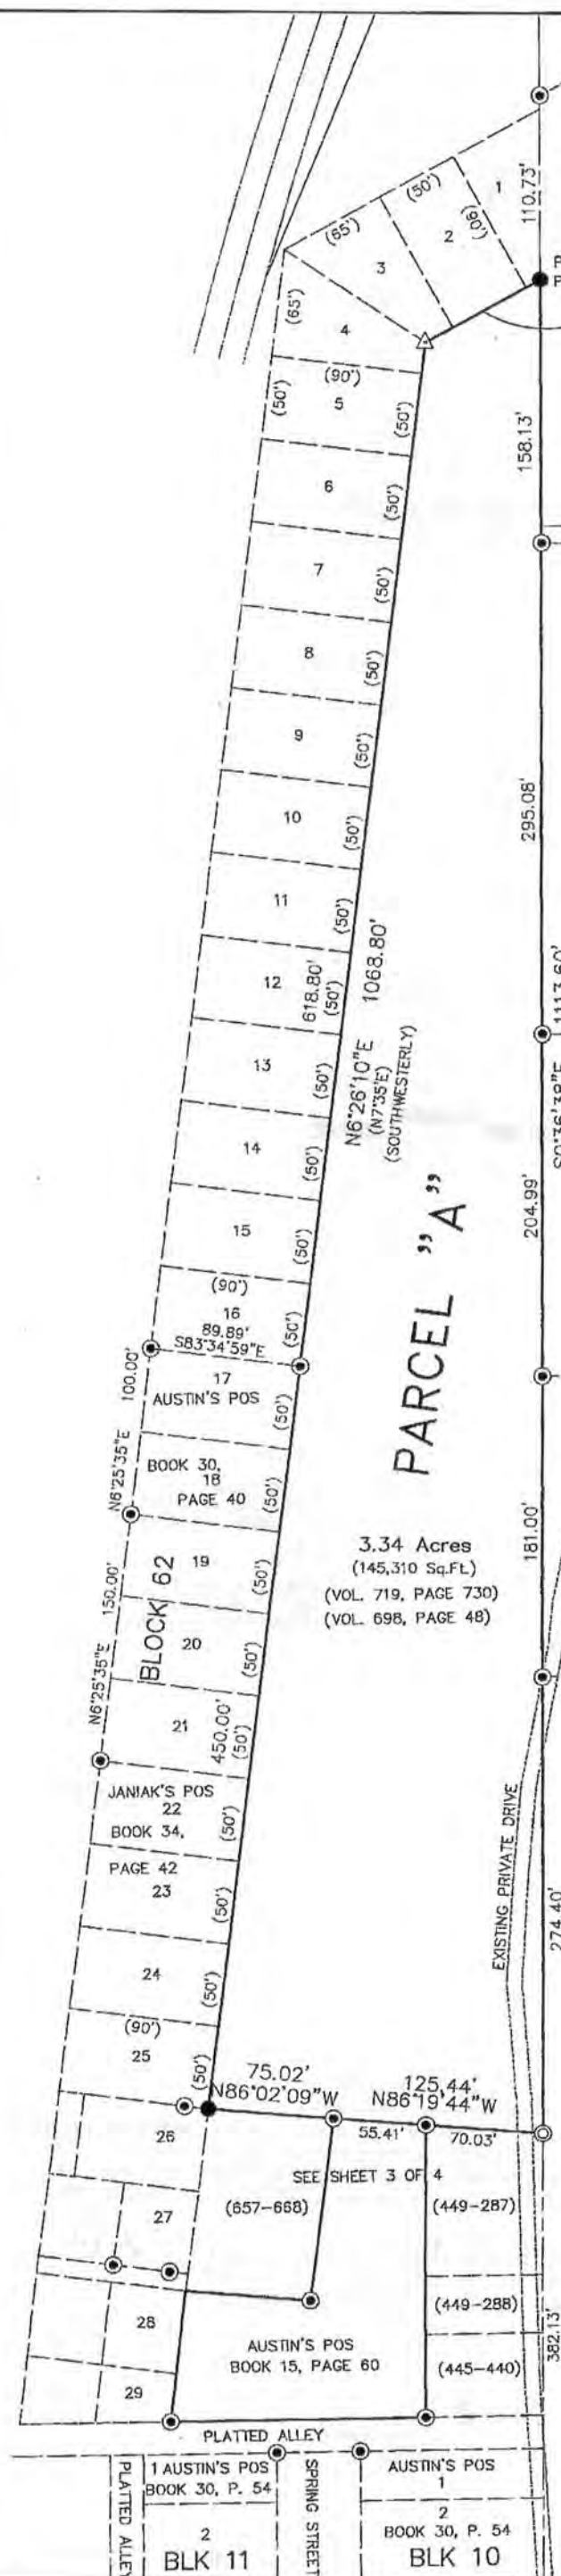 110.73'
1
(50')
(90')
2
(65')
3
P
P
(65')
4
(90')
(50')
5
(50')
158.13'
6
(50')
7
(50')
8
(50')
9
(50')
295.08'
10
(50')
11
(50')
12
618.80'
(50')
1068.80'
13
(50')
N6°26'10"E
(N7°35'E)
(SOUTHWESTERLY)
S0°36'38"E 1113.60'
14
(50')
204.99'
15
(50')
PARCEL "A"
(90')
16
89.89'
S83°34'59"E
(50')
17
AUSTIN'S POS
(50')
N6°25'35"E 100.00'
BOOK 30,
18
PAGE 40
(50')
3.34 Acres
(145,310 Sq.Ft.)
(VOL. 719, PAGE 730)
(VOL. 698, PAGE 48)
181.00'
19
(50')
BLOCK 62
N6°25'35"E 150.00'
20
(50')
21
450.00'
(50')
JANIAK'S POS
22
BOOK 34,
(50')
PAGE 42
23
(50')
EXISTING PRIVATE DRIVE
274.40'
24
(50')
(90')
25
(50')
75.02'
N86°02'09"W
125.44'
N86°19'44"W
26
55.41'
70.03'
SEE SHEET 3 OF 4
27
(657-668)
(449-287)
28
(449-288)
382.13'
AUSTIN'S POS
BOOK 15, PAGE 60
(445-440)
29
PLATTED ALLEY
PLATTED ALLEY
1 AUSTIN'S POS
BOOK 30, P. 54
2
BLK 11
SPRING STREET
AUSTIN'S POS
1
2
BOOK 30, P. 54
BLK 10